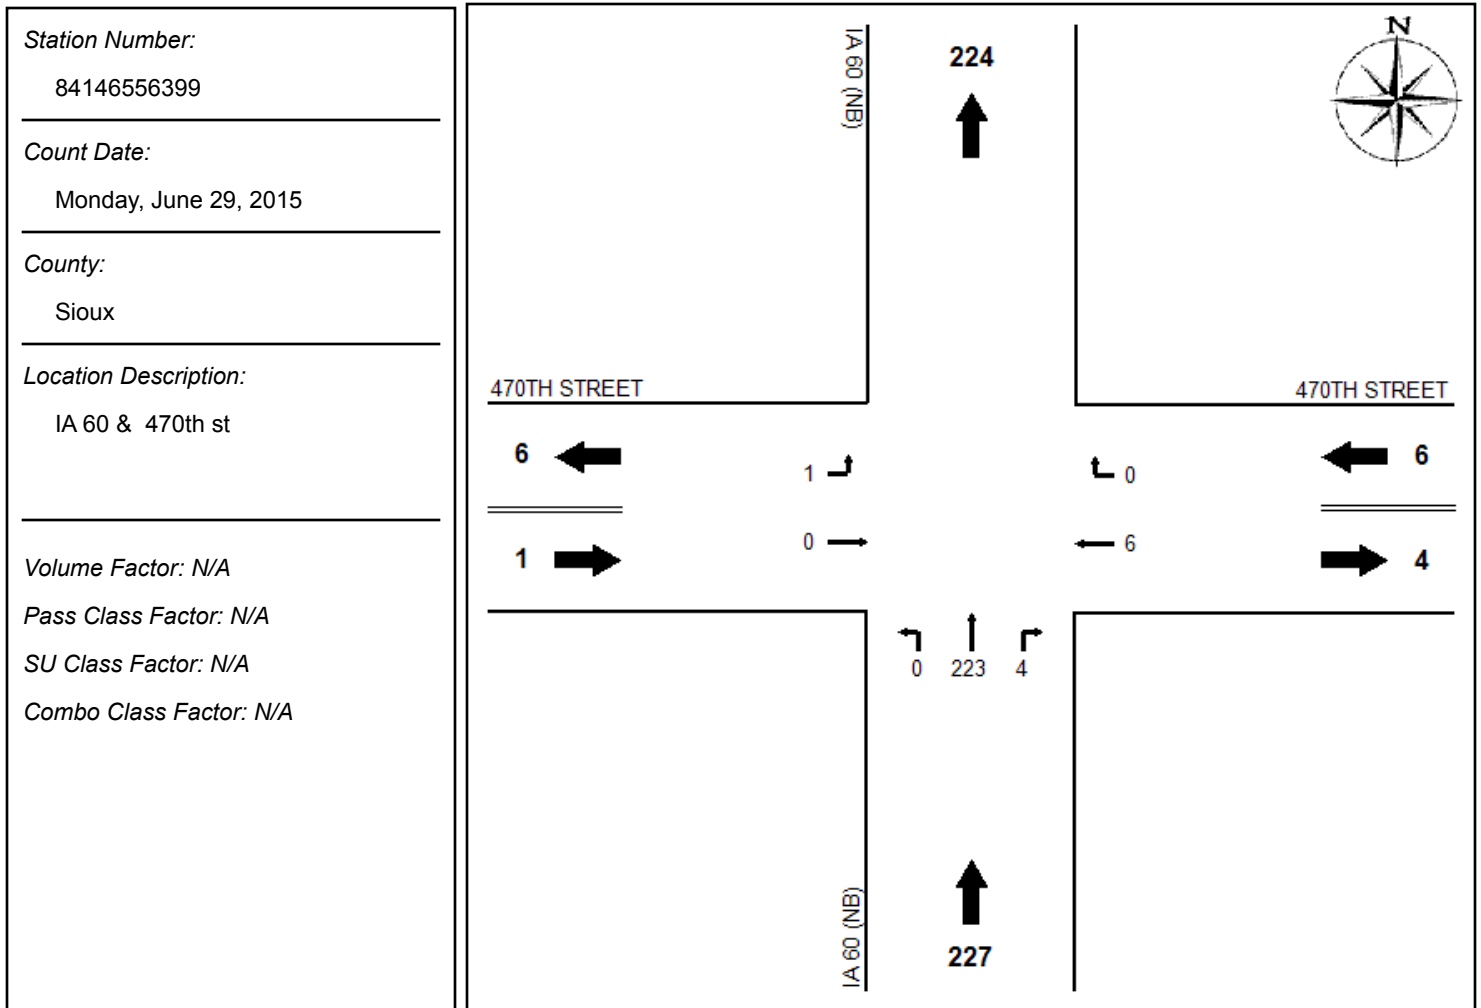 Station Number:
84146556399
Count Date:
Monday, June 29, 2015
County:
Sioux
Location Description:
IA 60 &  470th st
Volume Factor: N/A
Pass Class Factor: N/A
SU Class Factor: N/A
Combo Class Factor: N/A
IA 60 (NB)
224
N
470TH STREET
470TH STREET
6
1
0
6
0
6
1
4
0 223 4
IA 60 (NB)
227